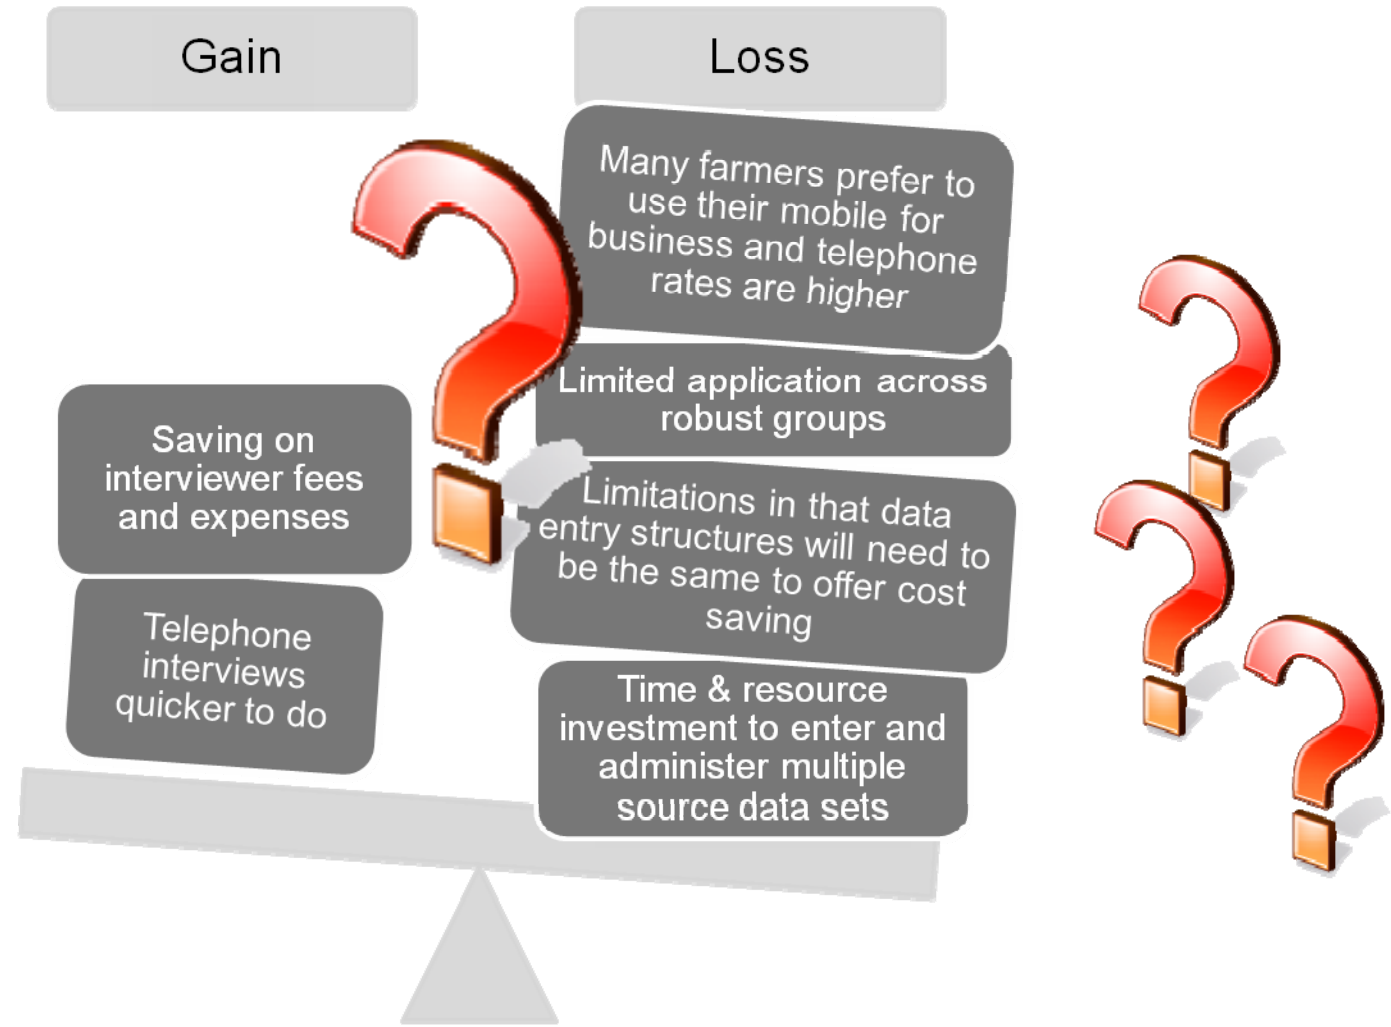 Gain
Loss
Many farmers prefer to
use their mobile for
business and telephone
rates are higher
Limited application across
robust groups
Saving on
interviewer fees
and expenses
Limitations in that data
entry structures will need to
be the same to offer cost
saving
Telephone
interviews
quicker to do
Time & resource
investment to enter and
administer multiple
source data sets